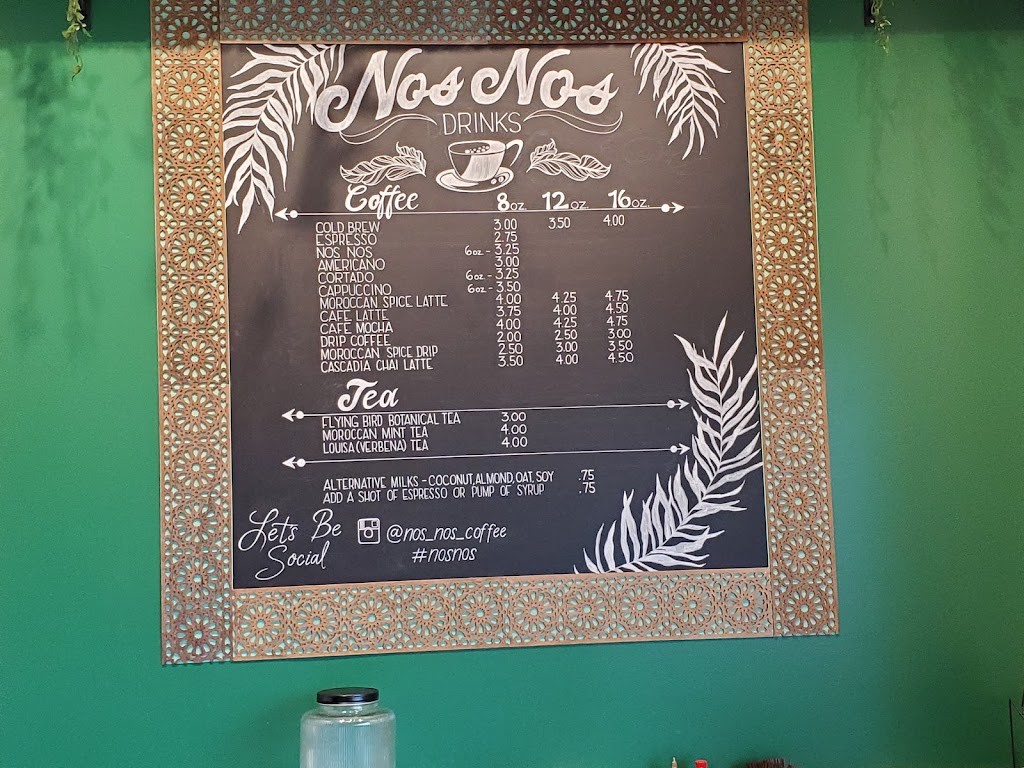 Nos Nos
DRINKS
Coffee 8oz. 12oz. 16oz.
COLD BREW 3.00 3.50 4.00
ESPRESSO 2.75
NOS NOS 6oz - 3.25
AMERICANO 3.00
CORTADO 6oz - 3.25
CAPPUCCINO 6oz - 3.50
MOROCCAN SPICE LATTE 4.00 4.25 4.75
CAFE LATTE 3.75 4.00 4.50
CAFE MOCHA 4.00 4.25 4.75
DRIP COFFEE 2.00 2.50 3.00
MOROCCAN SPICE DRIP 2.50 3.00 3.50
CASCADIA CHAI LATTE 3.50 4.00 4.50
Tea
FLYING BIRD BOTANICAL TEA 3.00
MOROCCAN MINT TEA 4.00
LOUISA (VERBENA) TEA 4.00
ALTERNATIVE MILKS - COCONUT, ALMOND, OAT, SOY .75
ADD A SHOT OF ESPRESSO OR PUMP OF SYRUP .75
Let's Be
Social
@nos_nos_coffee
#nosnos